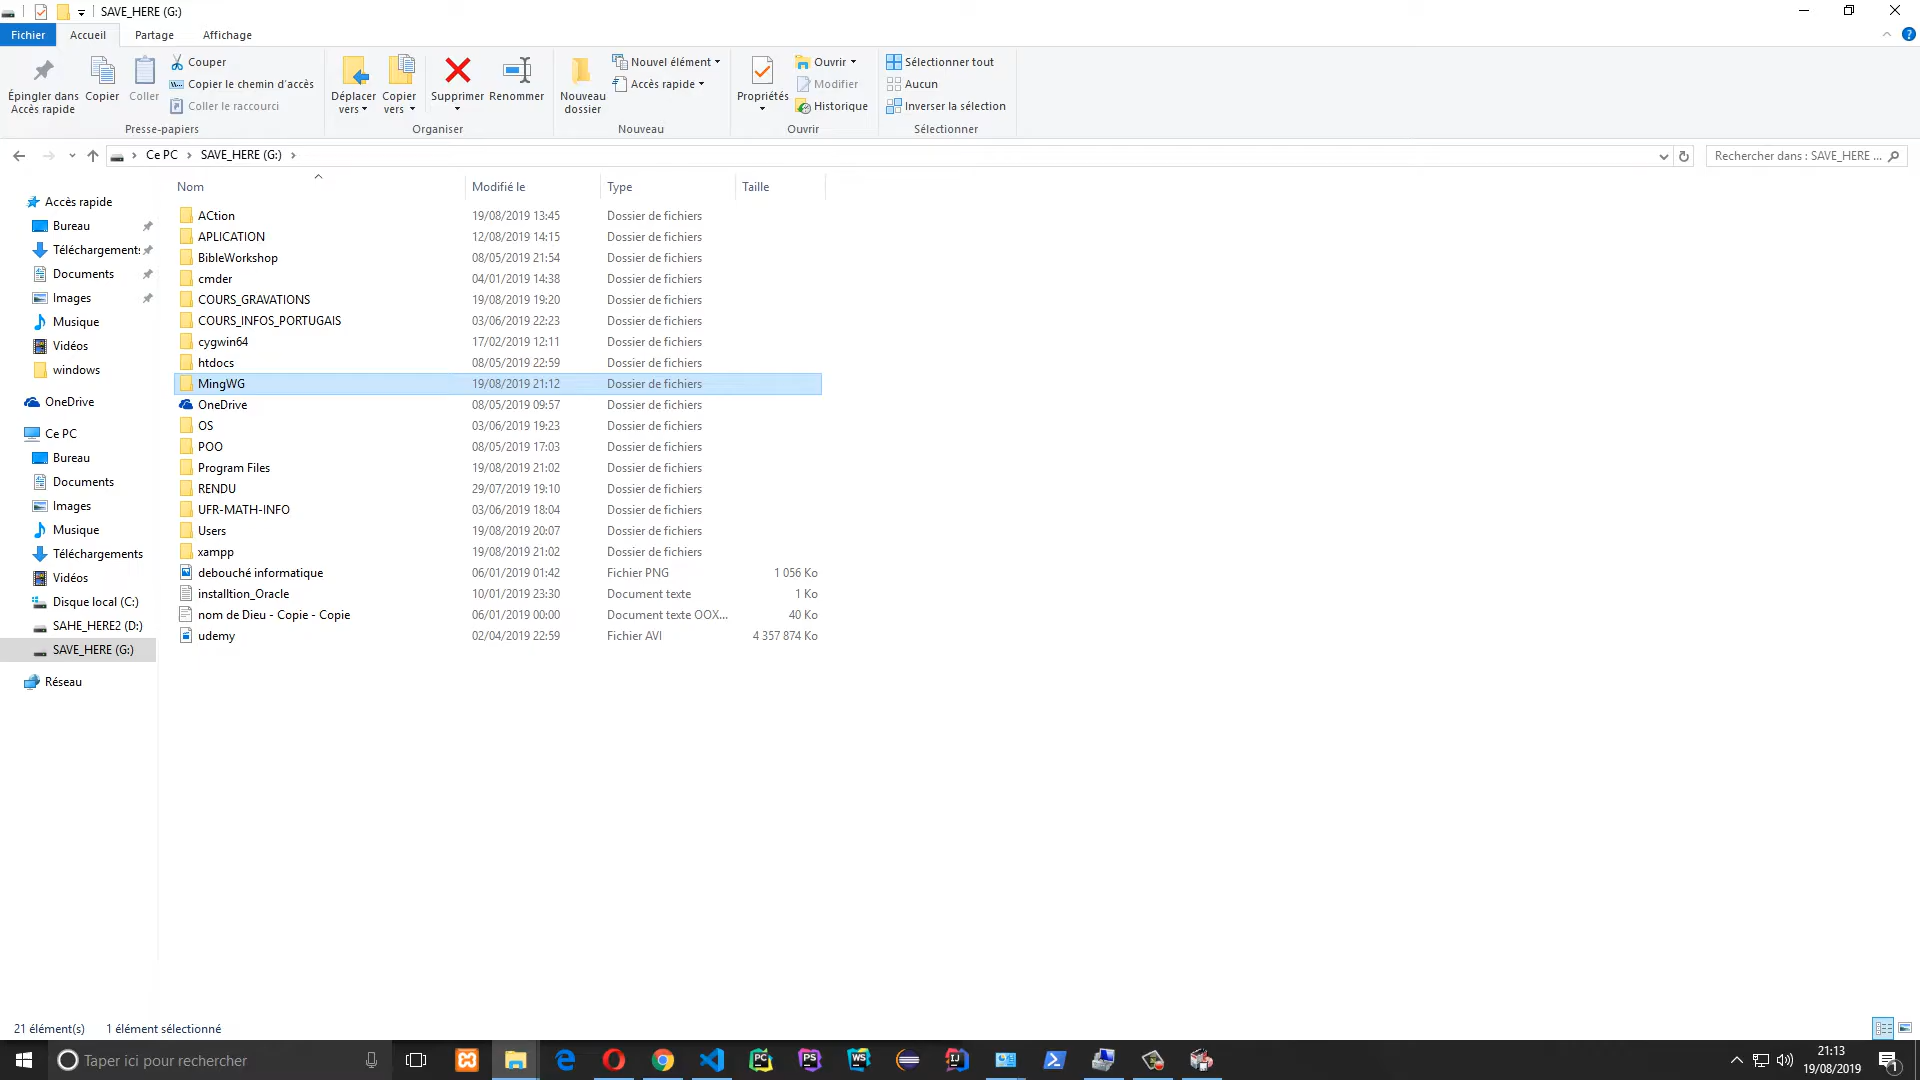 SAVE_HERE (G:)
Fichier Accueil Partage Affichage
Épingler dans Accès rapide
Copier
Coller
Couper
Copier le chemin d'accès
Coller le raccourci
Presse-papiers
Déplacer vers
Copier vers
Supprimer
Renommer
Organiser
Nouveau dossier
Nouvel élément
Accès rapide
Nouveau
Propriétés
Ouvrir
Modifier
Historique
Ouvrir
Sélectionner tout
Aucun
Inverser la sélection
Sélectionner
Ce PC > SAVE_HERE (G:) >
Rechercher dans : SAVE_HERE ...
Accès rapide
Bureau
Téléchargements
Documents
Images
Musique
Vidéos
windows
OneDrive
Ce PC
Bureau
Documents
Images
Musique
Téléchargements
Vidéos
Disque local (C:)
SAHE_HERE2 (D:)
SAVE_HERE (G:)
Réseau
Nom Modifié le Type Taille
ACtion 19/08/2019 13:45 Dossier de fichiers
APLICATION 12/08/2019 14:15 Dossier de fichiers
BibleWorkshop 08/05/2019 21:54 Dossier de fichiers
cmder 04/01/2019 14:38 Dossier de fichiers
COURS_GRAVATIONS 19/08/2019 19:20 Dossier de fichiers
COURS_INFOS_PORTUGAIS 03/06/2019 22:23 Dossier de fichiers
cygwin64 17/02/2019 12:11 Dossier de fichiers
htdocs 08/05/2019 22:59 Dossier de fichiers
MingWG 19/08/2019 21:12 Dossier de fichiers
OneDrive 08/05/2019 09:57 Dossier de fichiers
OS 03/06/2019 19:23 Dossier de fichiers
POO 08/05/2019 17:03 Dossier de fichiers
Program Files 19/08/2019 21:02 Dossier de fichiers
RENDU 29/07/2019 19:10 Dossier de fichiers
UFR-MATH-INFO 03/06/2019 18:04 Dossier de fichiers
Users 19/08/2019 20:07 Dossier de fichiers
xampp 19/08/2019 21:02 Dossier de fichiers
debouché informatique 06/01/2019 01:42 Fichier PNG 1 056 Ko
installtion_Oracle 10/01/2019 23:30 Document texte 1 Ko
nom de Dieu - Copie - Copie 06/01/2019 00:00 Document texte OOX... 40 Ko
udemy 02/04/2019 22:59 Fichier AVI 4 357 874 Ko
21 élément(s) 1 élément sélectionné
Taper ici pour rechercher
PC
PS
WS
IJ
21:13
19/08/2019
1